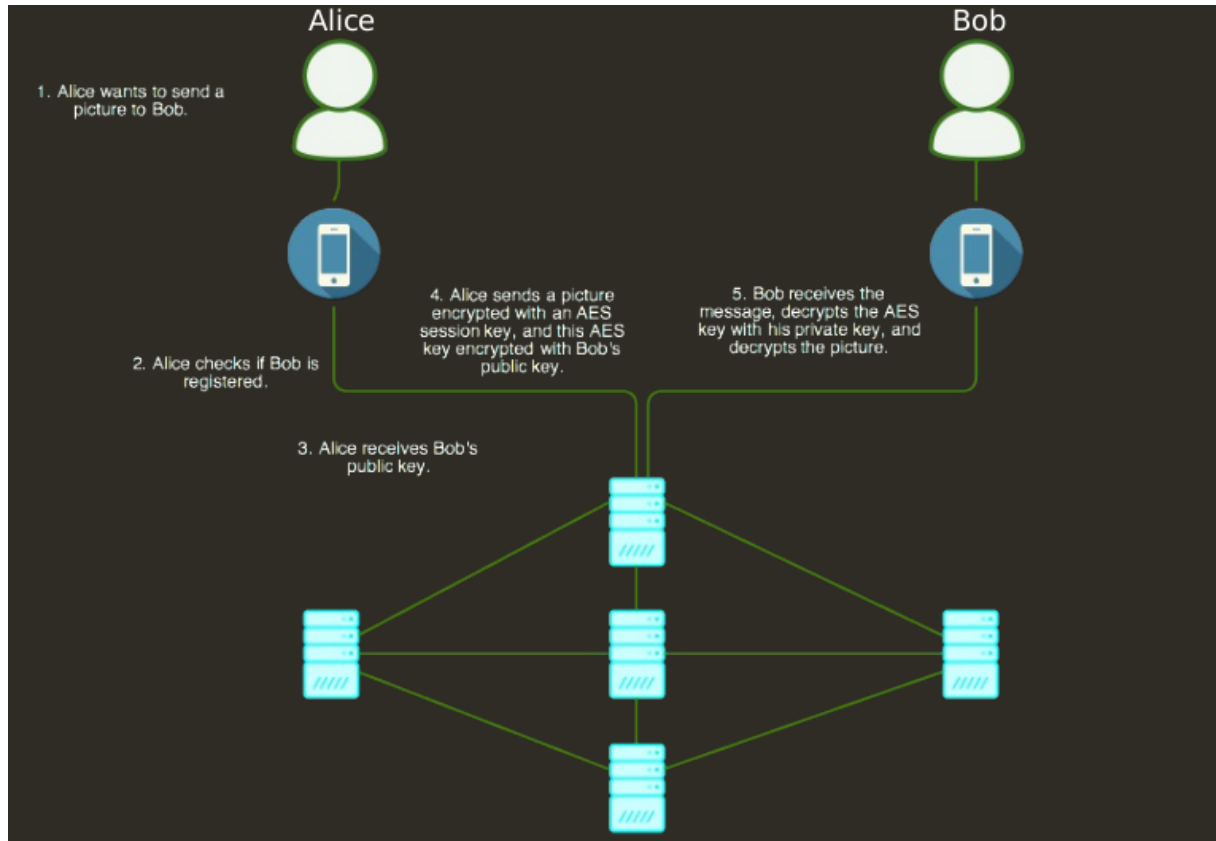 Alice
Bob
1. Alice wants to send a
picture to Bob.
4. Alice sends a picture
encrypted with an AES
session key, and this AES
key encrypted with Bob's
public key.
5. Bob receives the
message, decrypts the AES
key with his private key, and
decrypts the picture.
2. Alice checks if Bob is
registered.
3. Alice receives Bob's
public key.